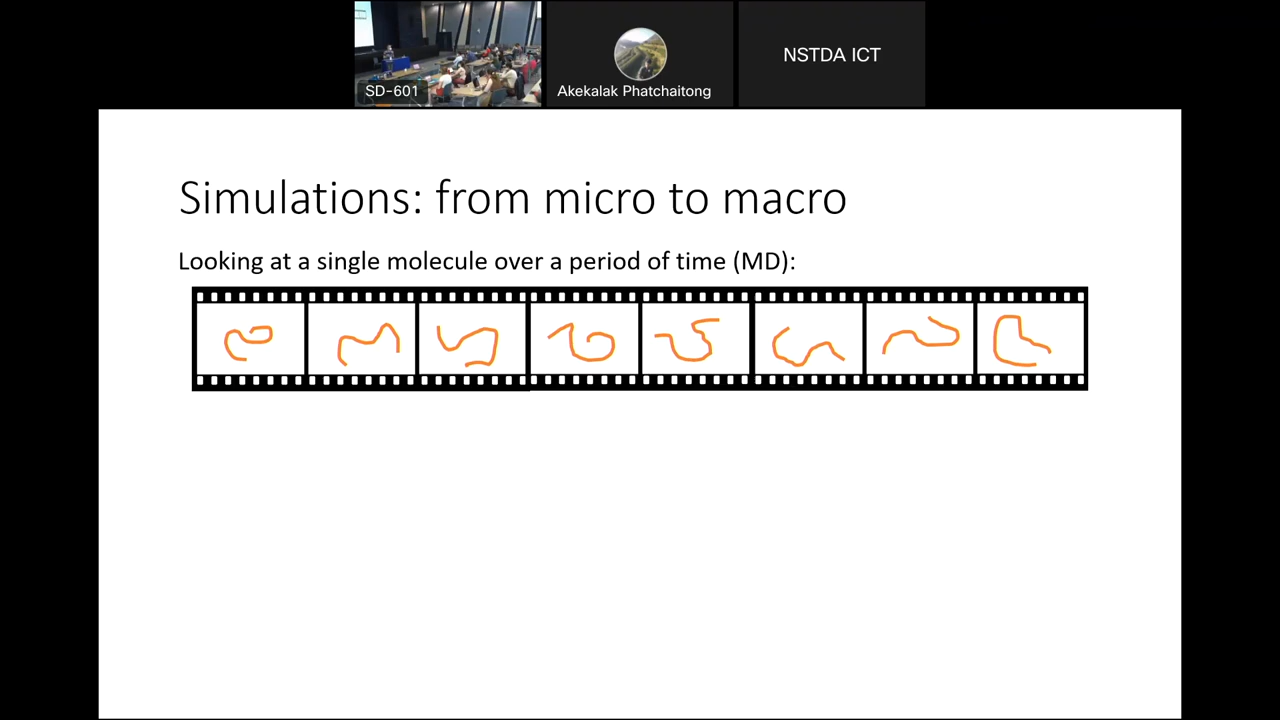 SD-601
Akekalak Phatchaitong
NSTDA ICT
Simulations: from micro to macro
Looking at a single molecule over a period of time (MD):